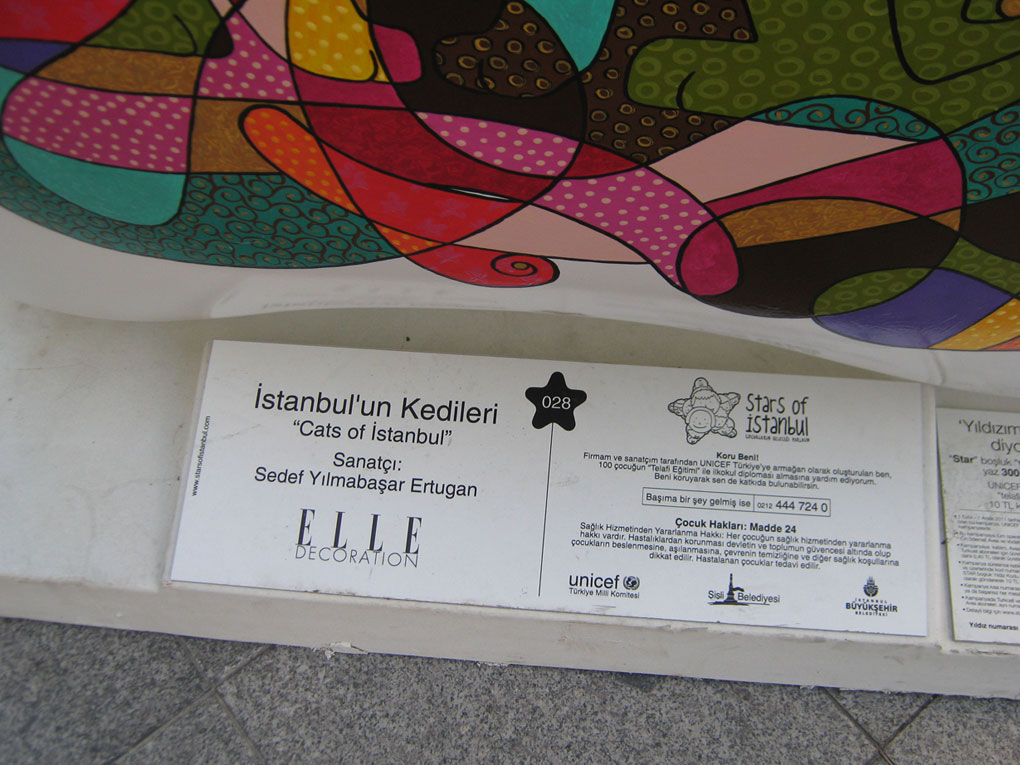 www.starsofistanbul.com
İstanbul'un Kedileri
"Cats of İstanbul"
Sanatçı:
Sedef Yılmabaşar Ertugan
ELLE
DECORATION
028
Stars of
İstanbul
Koru Beni!
Firmam ve sanatçım tarafından UNICEF Türkiye'ye armağan olarak oluşturulan ben,
100 çocuğun "Telafi Eğitimi" ile ilkokul diploması almasına yardım ediyorum.
Beni koruyarak sen de katkıda bulunabilirsin.
Başıma bir şey gelmiş ise 0212 444 724 0
Çocuk Hakları: Madde 24
Sağlık Hizmetinden Yararlanma Hakkı: Her çocuğun sağlık hizmetinden yararlanma
hakkı vardır. Hastalıklardan korunması devletin ve toplumun güvencesi altında olup
çocukların beslenmesine, aşılanmasına, çevrenin temizliğine ve diğer sağlık koşullarına
dikkat edilir. Hastalanan çocuklar tedavi edilir.
unicef
Türkiye Milli Komitesi
Şişli Belediyesi
İSTANBUL
BÜYÜKŞEHİR
BELEDİYESİ
'Yıldızım
diyo
"Star" boşluk
yaz 300
UNICEF
"telafi
10 TL
Yıldız numarası